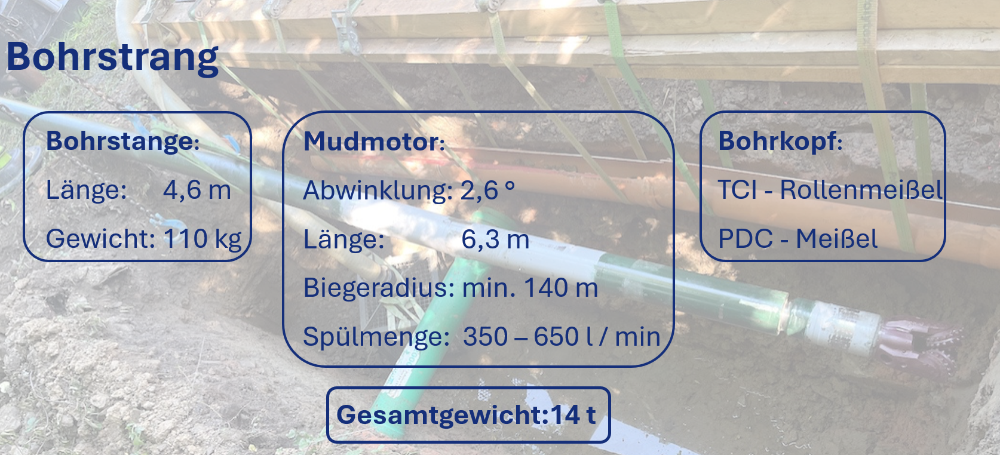 Bohrstrang
Bohrstange:
Länge: 4,6 m
Gewicht: 110 kg
Mudmotor:
Abwinklung: 2,6 °
Länge: 6,3 m
Biegeradius: min. 140 m
Spülmenge: 350 – 650 l / min
Bohrkopf:
TCI - Rollenmeißel
PDC - Meißel
Gesamtgewicht:14 t